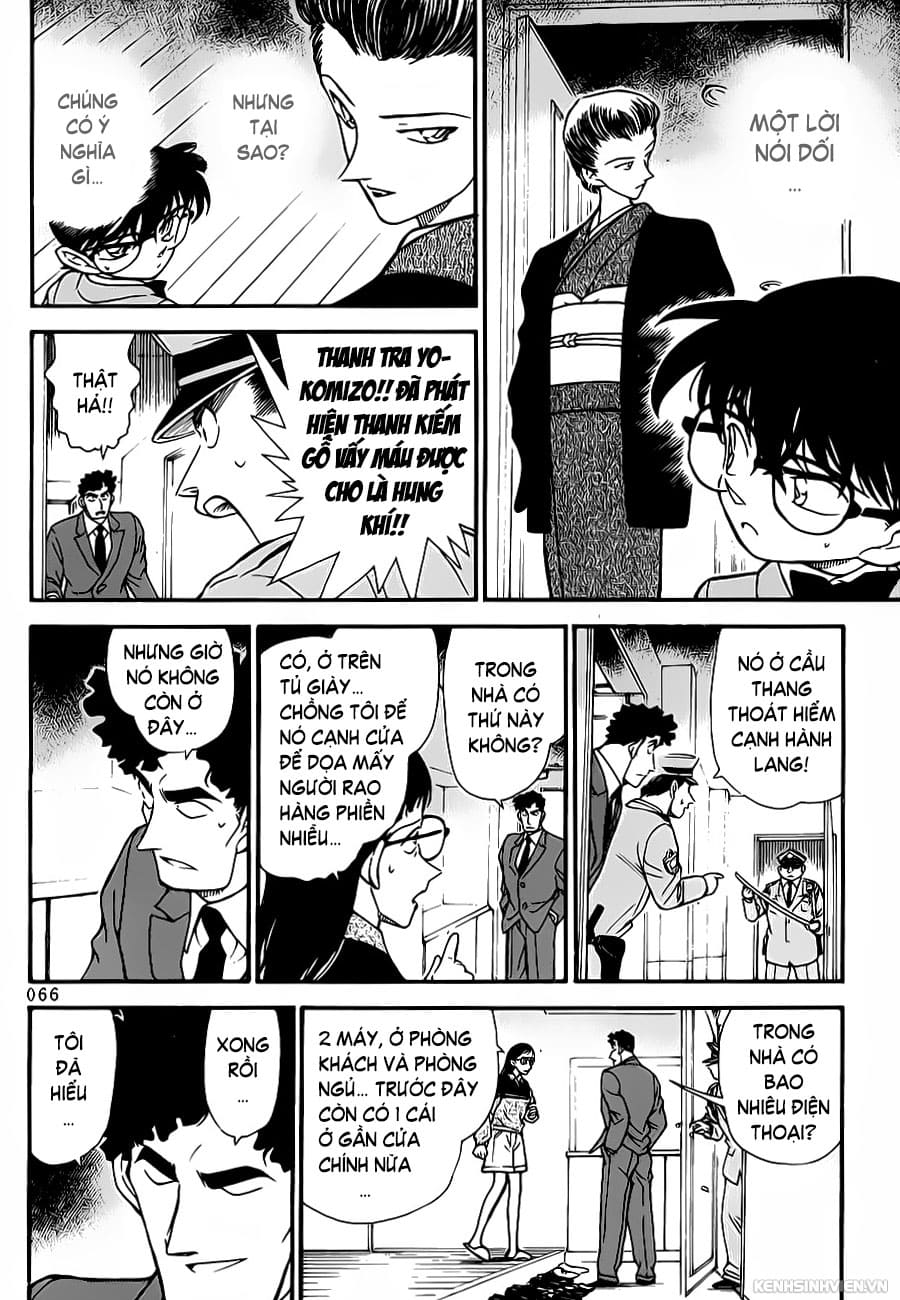 MỘT LỜI
NÓI DỐI
...
NHƯNG
TẠI
SAO?
CHÚNG
CÓ Ý
NGHĨA
GÌ...
THANH TRA YO-
KOMIZO!! ĐÃ PHÁT
HIỆN THANH KIẾM
GỖ VẤY MÁU ĐƯỢC
CHO LÀ HUNG
KHÍ!!
THẬT
HẢ!!
NÓ Ở CẦU
THANG
THOÁT HIỂM
CẠNH HÀNH
LANG!
TRONG
NHÀ CÓ
THỨ NÀY
KHÔNG?
CÓ, Ở TRÊN
TỦ GIÀY...
CHỒNG TÔI ĐỂ
NÓ CẠNH CỬA
ĐỂ DỌA MẤY
NGƯỜI RAO
HÀNG PHIỀN
NHIỄU...
NHƯNG GIỜ
NÓ KHÔNG
CÒN Ở
ĐÂY...
066
TRONG
NHÀ CÓ
BAO
NHIÊU ĐIỆN
THOẠI?
2 MÁY, Ở PHÒNG
KHÁCH VÀ PHÒNG
NGỦ... TRƯỚC ĐÂY
CÒN CÓ 1 CÁI
Ở GẦN CỬA
CHÍNH NỮA
...
XONG
RỒI
...
TÔI
ĐÃ
HIỂU
...
KENHSINHVIEN.VN